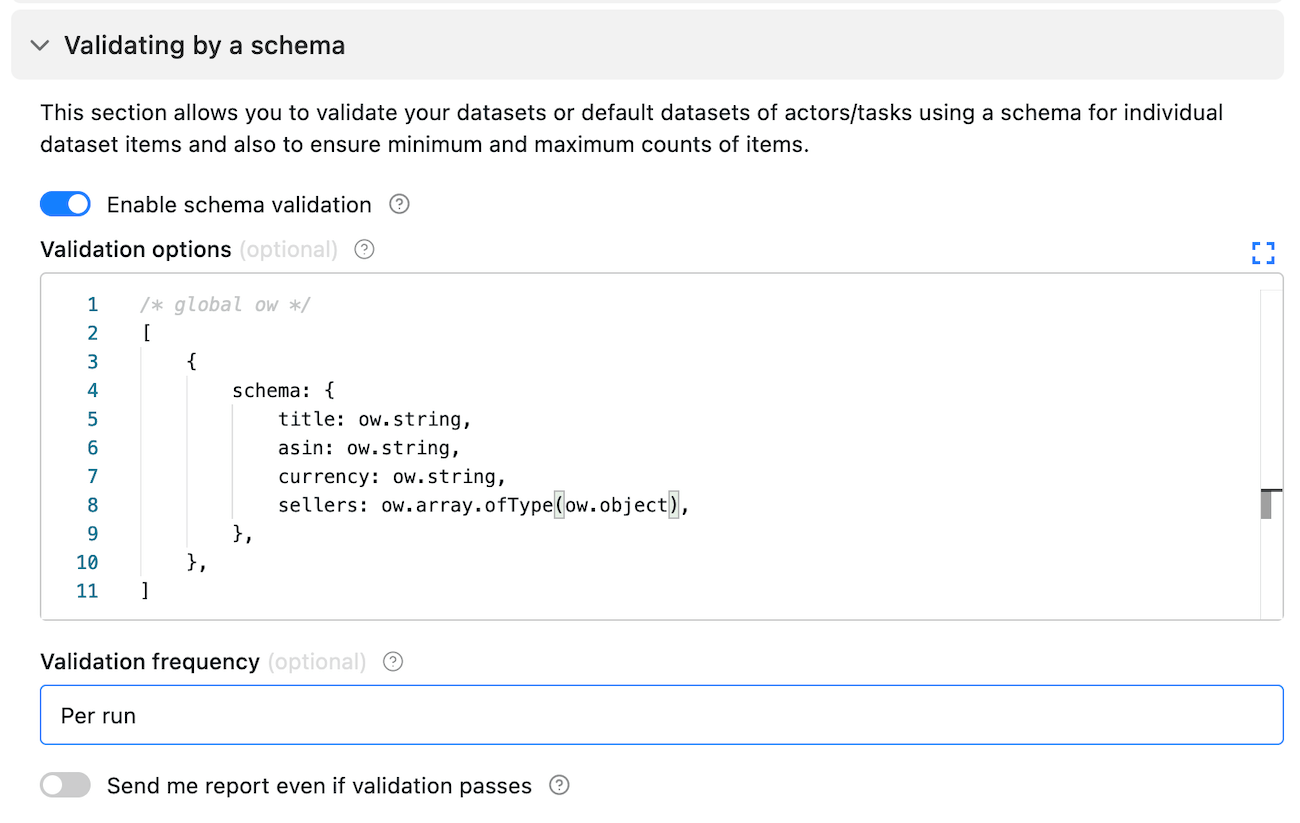 Validating by a schema
This section allows you to validate your datasets or default datasets of actors/tasks using a schema for individual
dataset items and also to ensure minimum and maximum counts of items.
Enable schema validation ?
Validation options (optional) ?
1 /* global ow */
2 [
3     {
4         schema: {
5             title: ow.string,
6             asin: ow.string,
7             currency: ow.string,
8             sellers: ow.array.ofType(ow.object),
9         },
10     },
11 ]
Validation frequency (optional) ?
Per run
Send me report even if validation passes ?